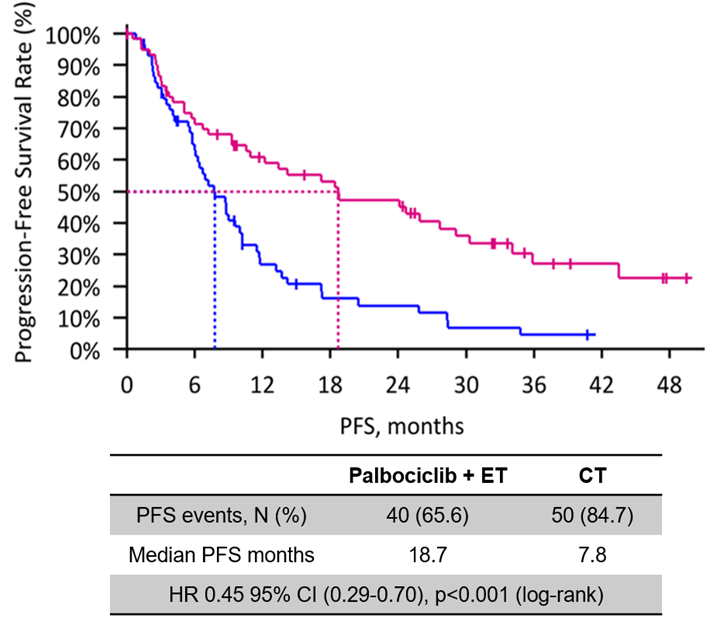 Progression-Free Survival Rate (%)
100%
90%
80%
70%
60%
50%
40%
30%
20%
10%
0%
0 6 12 18 24 30 36 42 48
PFS, months
Palbociclib + ET CT
PFS events, N (%) 40 (65.6) 50 (84.7)
Median PFS months 18.7 7.8
HR 0.45 95% CI (0.29-0.70), p<0.001 (log-rank)